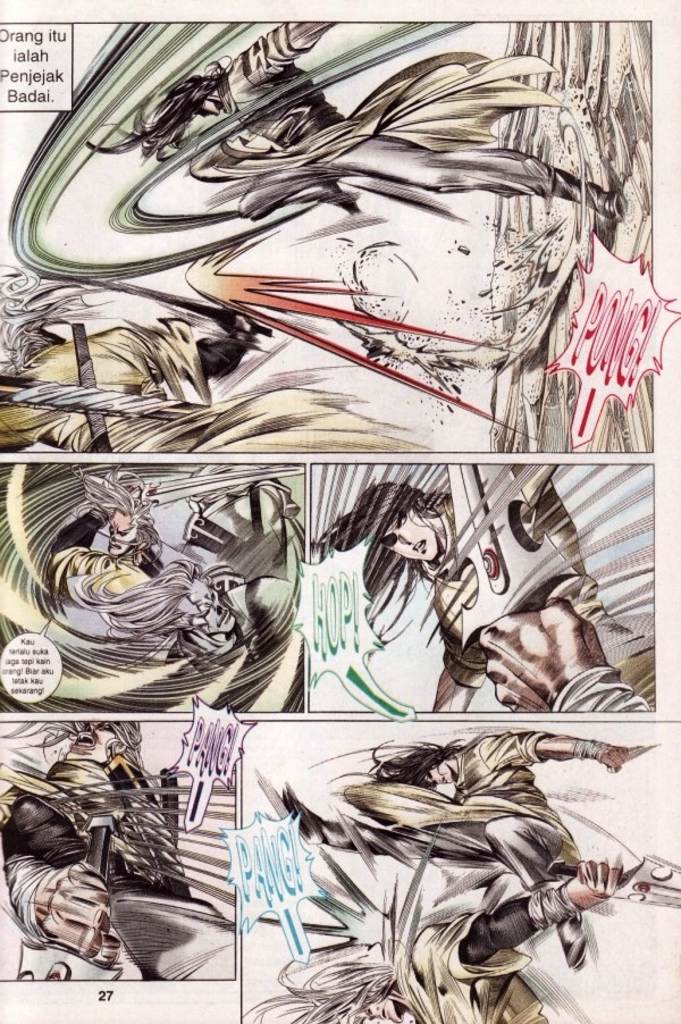 Orang itu
ialah
Penjejak
Badai.
PONG!
Kau
terlalu suka
jaga tepi kain
orang! Biar aku
tetak kau
sekarang!
HOP!
PANG!
PANG!
27